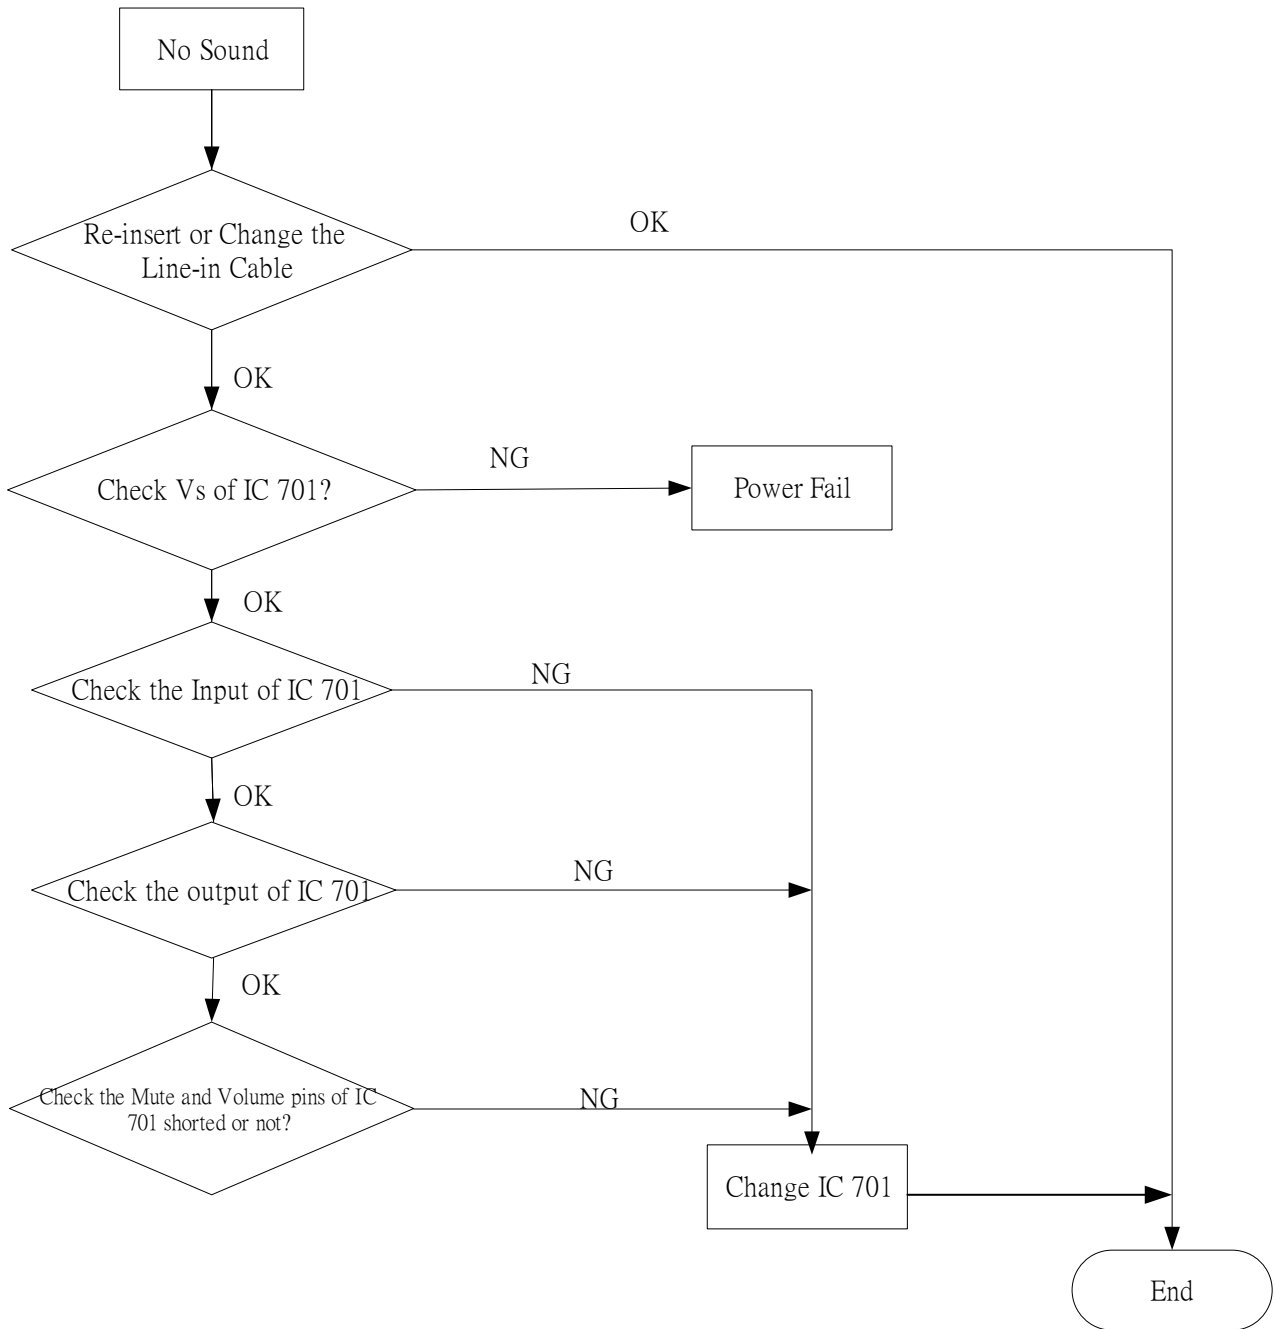 No Sound
OK
Re-insert or Change the
Line-in Cable
OK
NG
Check Vs of IC 701?
Power Fail
OK
NG
Check the Input of IC 701
OK
NG
Check the output of IC 701
OK
Check the Mute and Volume pins of IC
701 shorted or not?
NG
Change IC 701
End